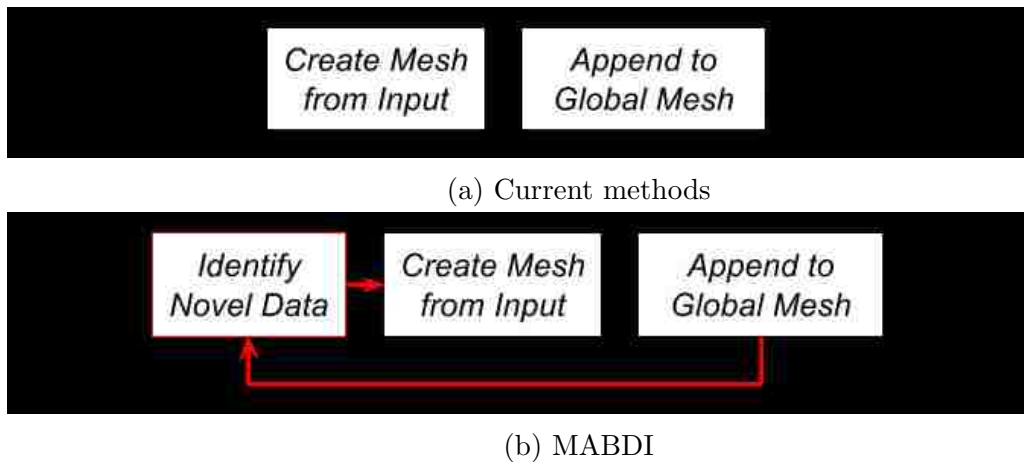 Create Mesh
from Input
Append to
Global Mesh
(a) Current methods
Identify
Novel Data
Create Mesh
from Input
Append to
Global Mesh
(b) MABDI